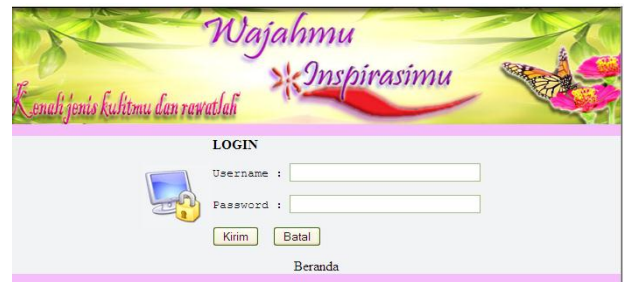 Wajahmu
Inspirasimu
Kenali jenis kulitmu dan rawatlah
LOGIN
Username :
Password :
Kirim Batal
Beranda